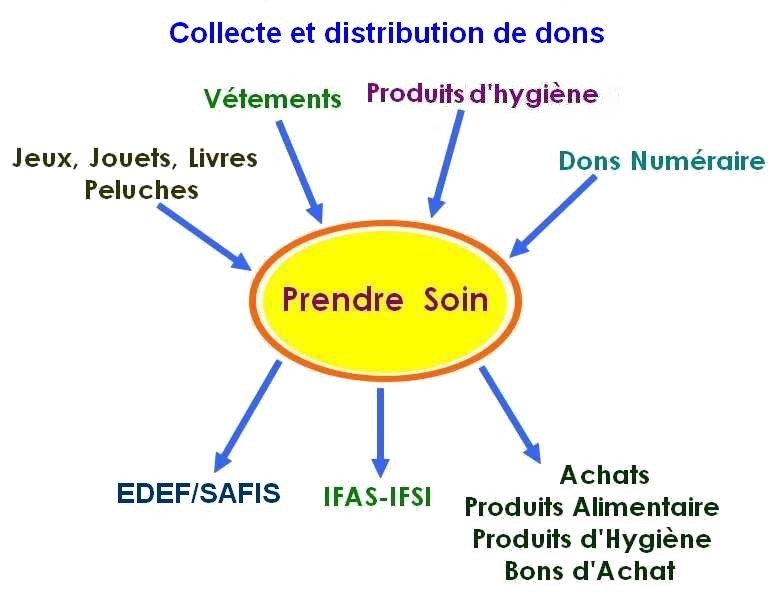 Collecte et distribution de dons
Vétements
Produits d'hygiène
Jeux, Jouets, Livres
Peluches
Dons Numéraire
Prendre Soin
EDEF/SAFIS
IFAS-IFSI
Achats
Produits Alimentaire
Produits d'Hygiène
Bons d'Achat